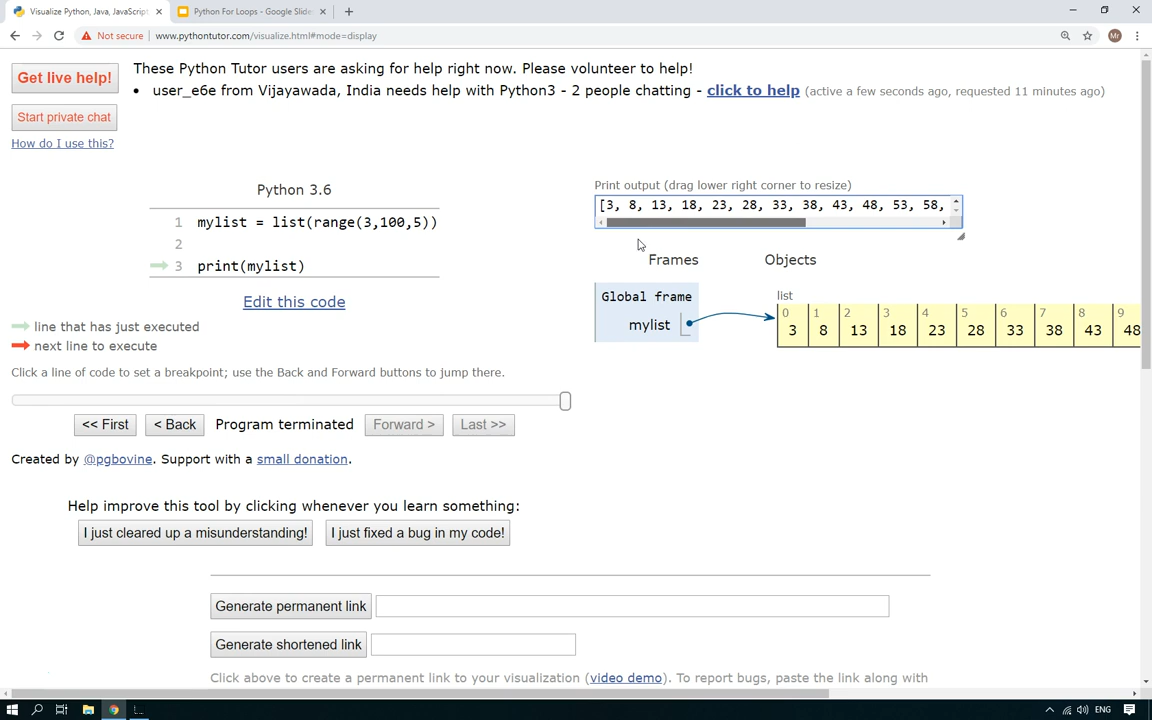 Visualize Python, Java, JavaScript
Python For Loops - Google Slide
Not secure
www.pythontutor.com/visualize.html#mode=display
Mr
Get live help!
These Python Tutor users are asking for help right now. Please volunteer to help!
• user_e6e from Vijayawada, India needs help with Python3 - 2 people chatting - click to help (active a few seconds ago, requested 11 minutes ago)
Start private chat
How do I use this?
Python 3.6
1 mylist = list(range(3,100,5))
2
3 print(mylist)
Edit this code
line that has just executed
next line to execute
Click a line of code to set a breakpoint; use the Back and Forward buttons to jump there.
<< First
< Back
Program terminated
Forward >
Last >>
Created by @pgbovine. Support with a small donation.
Help improve this tool by clicking whenever you learn something:
I just cleared up a misunderstanding!
I just fixed a bug in my code!
Print output (drag lower right corner to resize)
[3, 8, 13, 18, 23, 28, 33, 38, 43, 48, 53, 58,
Frames
Objects
Global frame
mylist
list
0 1 2 3 4 5 6 7 8 9
3 8 13 18 23 28 33 38 43 48
Generate permanent link
Generate shortened link
Click above to create a permanent link to your visualization (video demo). To report bugs, paste the link along with
ENG